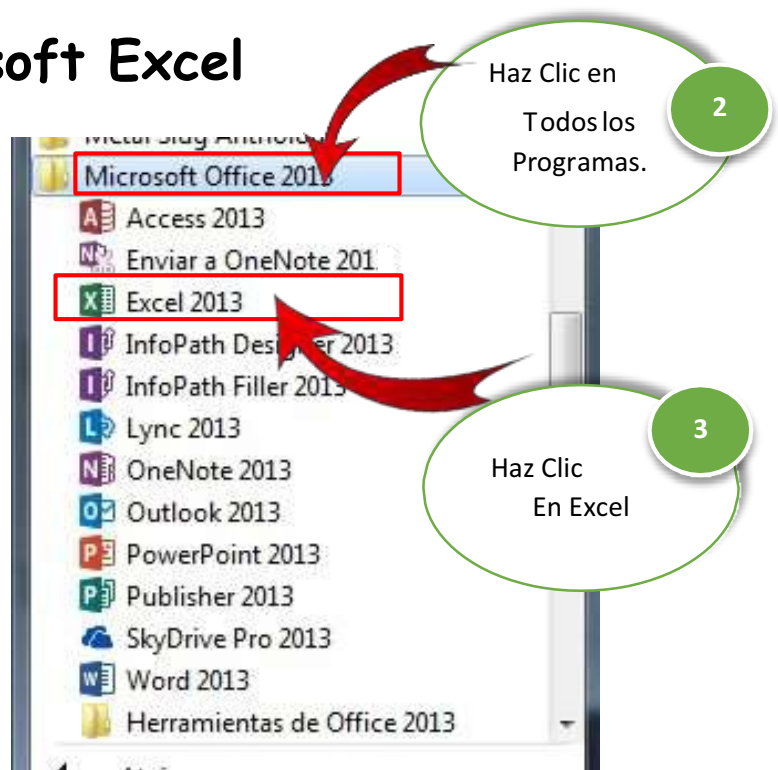 soft Excel
Haz Clic en
Todos los
Programas.
2
Metal Slug
Microsoft Office 2013
Access 2013
Enviar a OneNote 201
Excel 2013
InfoPath Designer 2013
InfoPath Filler 2013
Lync 2013
OneNote 2013
Outlook 2013
PowerPoint 2013
Publisher 2013
SkyDrive Pro 2013
Word 2013
Herramientas de Office 2013
3
Haz Clic
En Excel